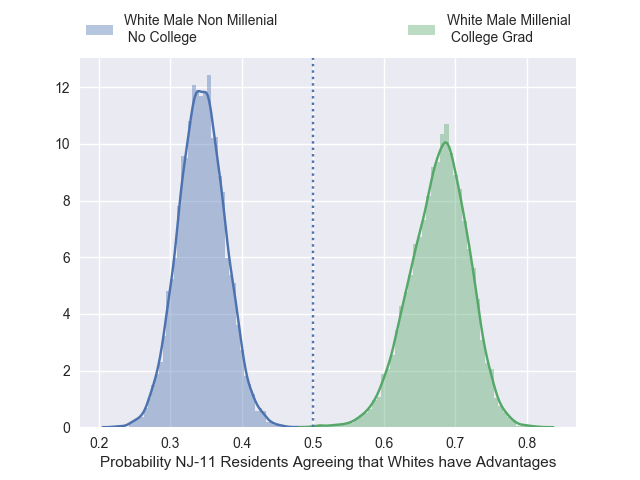 White Male Non Millenial
No College
White Male Millenial
College Grad
12
10
8
6
4
2
0
0.2 0.3 0.4 0.5 0.6 0.7 0.8
Probability NJ-11 Residents Agreeing that Whites have Advantages